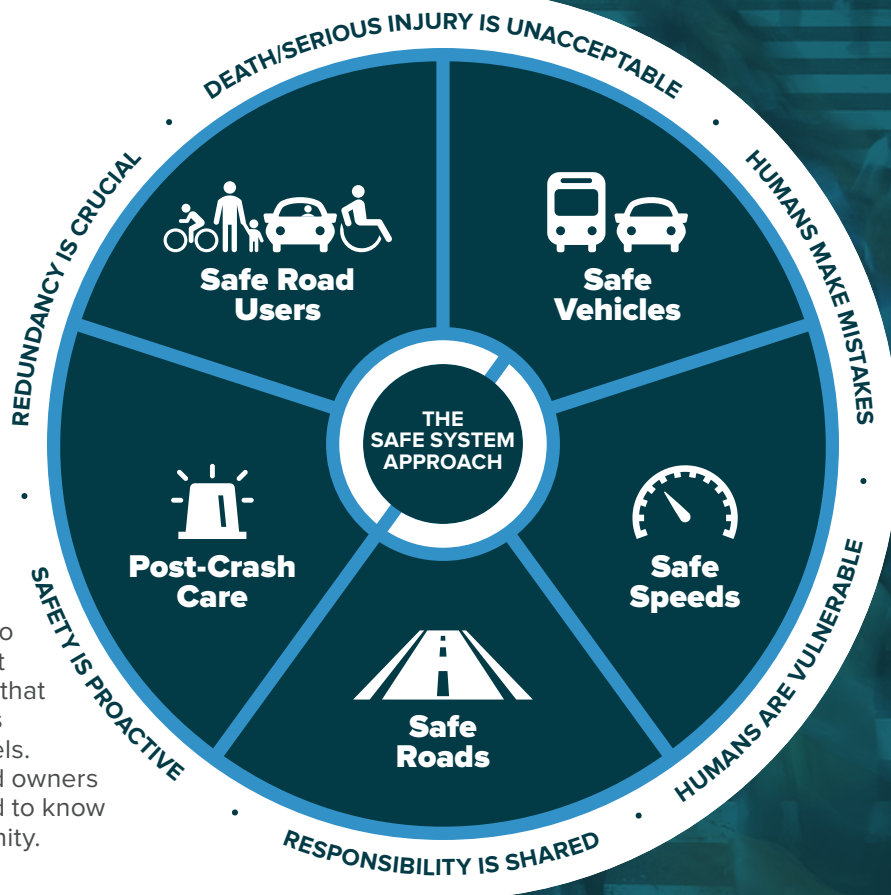 DEATH/SERIOUS INJURY IS UNACCEPTABLE
HUMANS MAKE MISTAKES
HUMANS ARE VULNERABLE
RESPONSIBILITY IS SHARED
SAFETY IS PROACTIVE
REDUNDANCY IS CRUCIAL
Safe Road
Users
Safe
Vehicles
THE
SAFE SYSTEM
APPROACH
Post-Crash
Care
Safe
Speeds
Safe
Roads
that
owners
to know